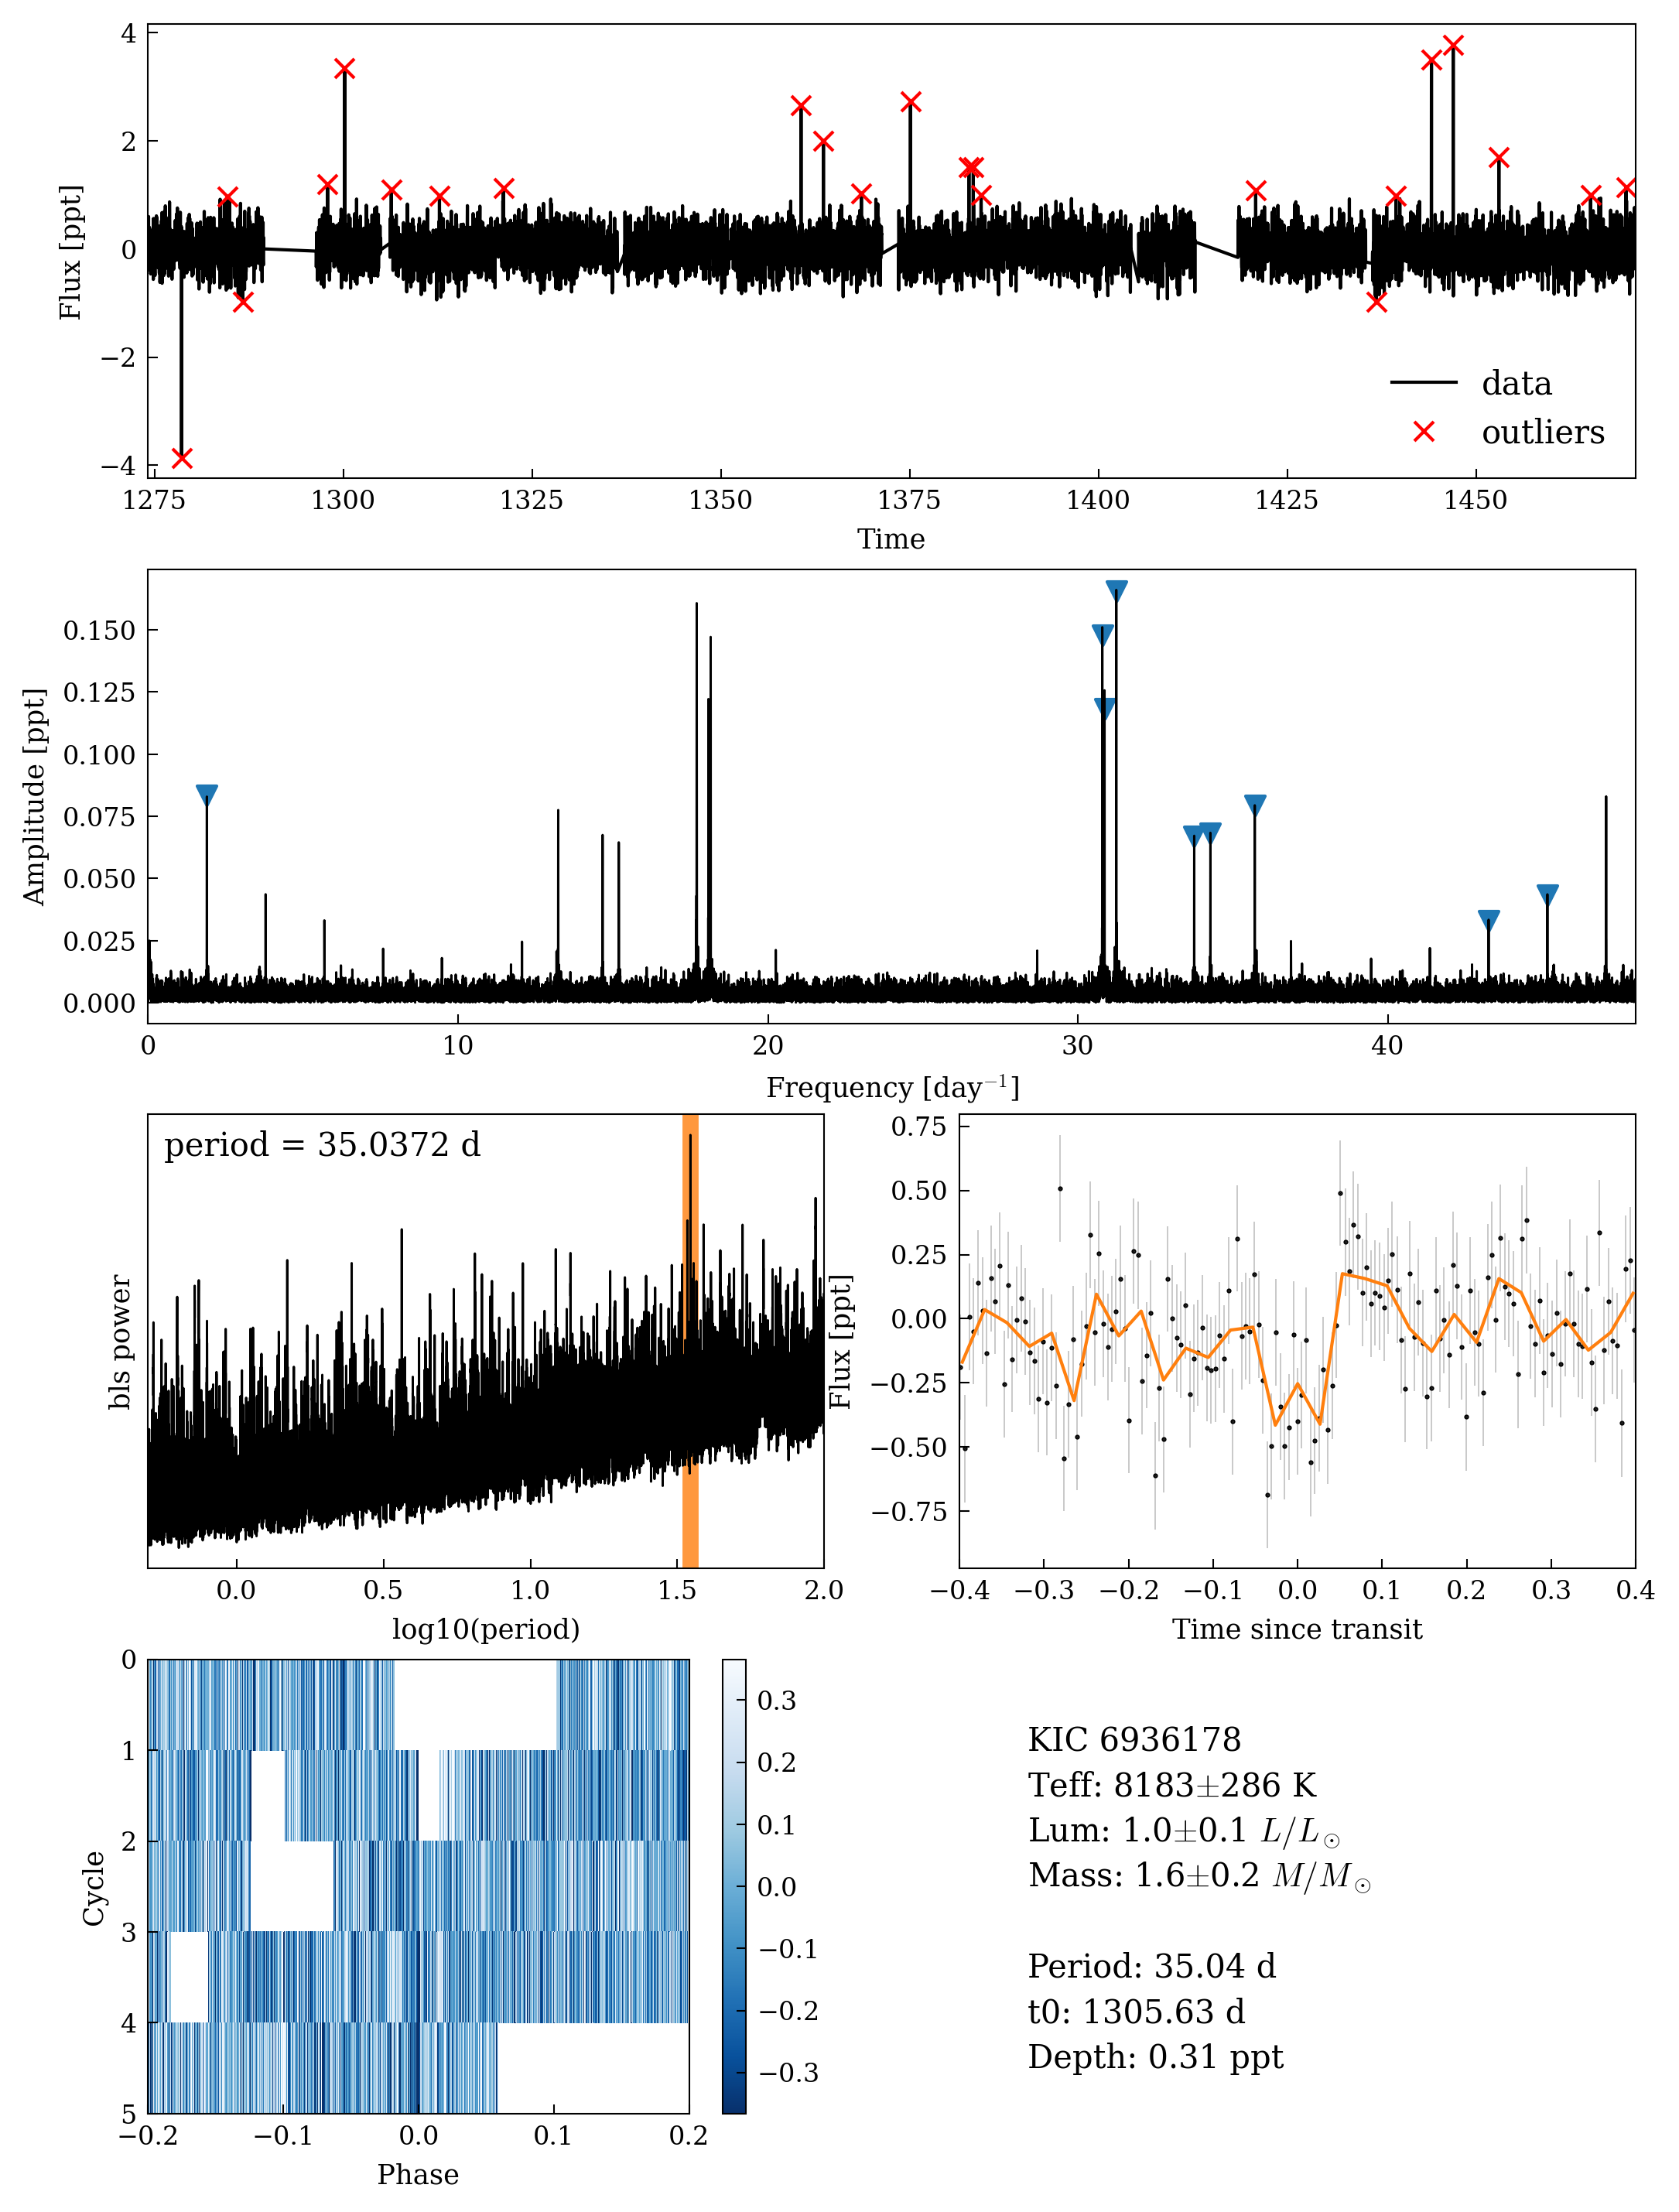 4
2
0
−2
−4
Flux [ppt]
data
outliers
1275 1300 1325 1350 1375 1400 1425 1450
Time
0.150
0.125
0.100
0.075
0.050
0.025
0.000
Amplitude [ppt]
0 10 20 30 40
Frequency [day⁻¹]
period = 35.0372 d
bls power
0.0 0.5 1.0 1.5 2.0
log10(period)
0.75
0.50
0.25
0.00
−0.25
−0.50
−0.75
Flux [ppt]
−0.4 −0.3 −0.2 −0.1 0.0 0.1 0.2 0.3 0.4
Time since transit
0
1
2
3
4
5
Cycle
−0.2 −0.1 0.0 0.1 0.2
Phase
0.3
0.2
0.1
0.0
−0.1
−0.2
−0.3
KIC 6936178
Teff: 8183±286 K
Lum: 1.0±0.1 L/L⊙
Mass: 1.6±0.2 M/M⊙
Period: 35.04 d
t0: 1305.63 d
Depth: 0.31 ppt